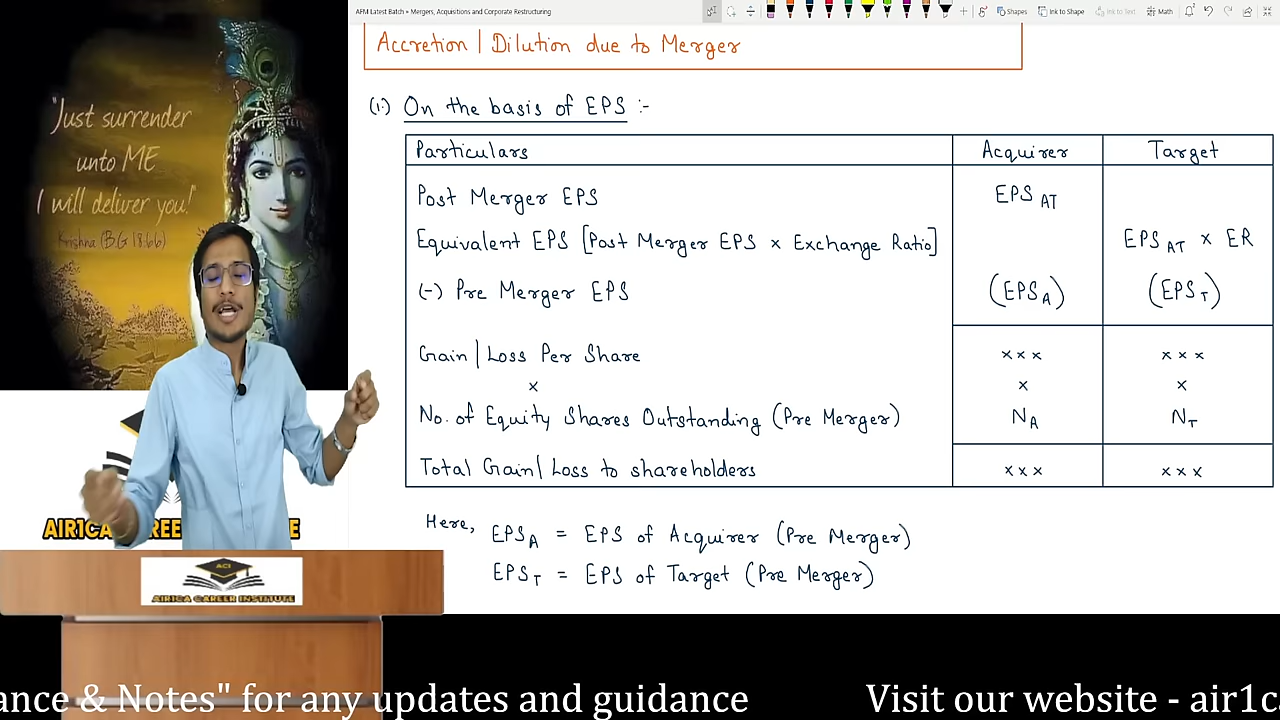 AFM Latest Batch » Mergers, Acquisitions and Corporate Restructuring
Shapes
Ink to Shape
Ink to Text
Math
Accretion | Dilution due to Merger
(1.) On the basis of EPS :-
Particulars Acquirer Target
Post Merger EPS EPS AT
Equivalent EPS [Post Merger EPS × Exchange Ratio] EPS AT × ER
(-) Pre Merger EPS (EPS A) (EPS T)
Gain | Loss Per Share ××× ×××
× × ×
No. of Equity Shares Outstanding (Pre Merger) N A N T
Total Gain | Loss to shareholders ××× ×××
Here, EPS A = EPS of Acquirer (Pre Merger)
EPS T = EPS of Target (Pre Merger)
"Just surrender
unto ME
I will deliver you!"
Krishna (B.G 18:66)
ACI
AIR1CA CAREER INSTITUTE
ance & Notes" for any updates and guidance Visit our website - air1c